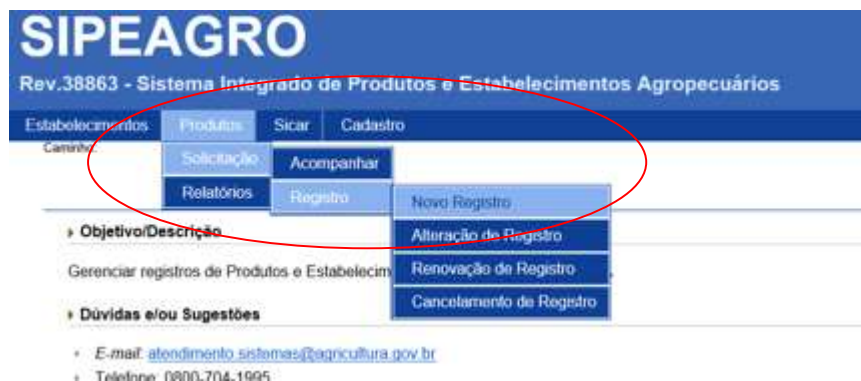 SIPEAGRO
Rev.38863 - Sistema Integrado de Produtos e Estabelecimentos Agropecuários
Estabelecimentos Produtos Sicar Cadastro
Caminho:
Solicitação Acompanhar
Relatórios Registro Novo Registro
Objetivo/Descrição Alteração de Registro
Gerenciar registros de Produtos e Estabelecim Renovação de Registro
Dúvidas e/ou Sugestões Cancelamento de Registro
E-mail: atendimento.sistemas@agricultura.gov.br
Telefone: 0800-704-1995